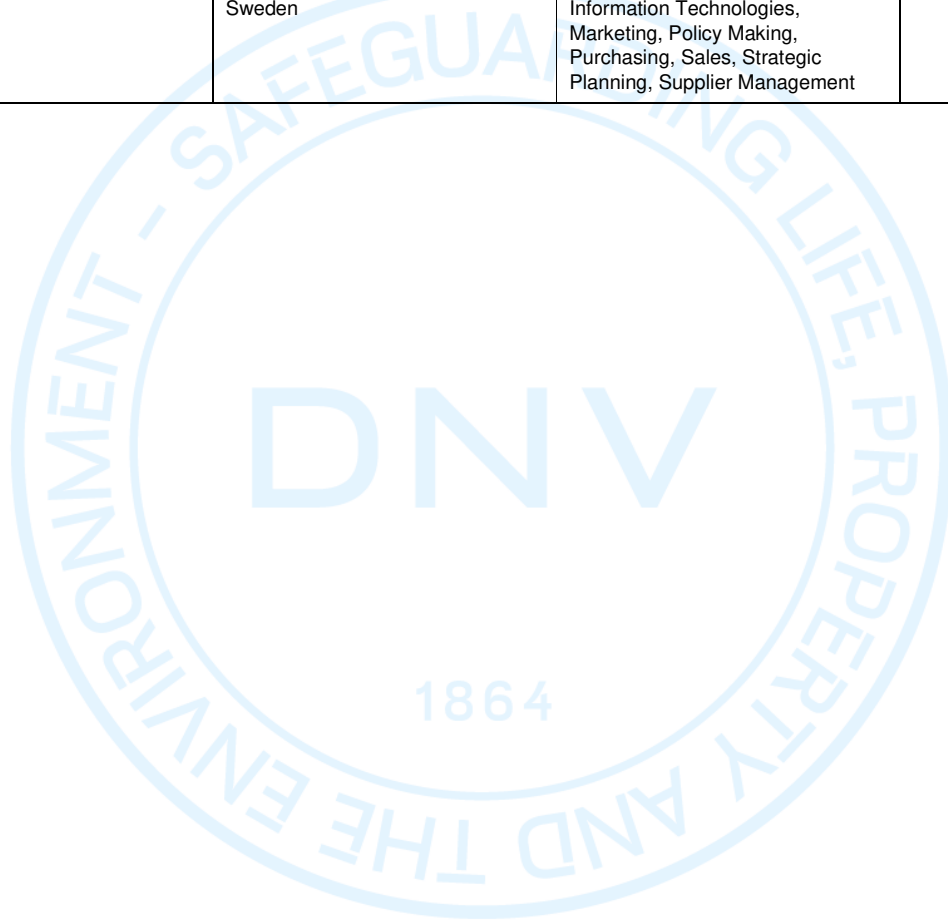 Sweden
Information Technologies,
Marketing, Policy Making,
Purchasing, Sales, Strategic
Planning, Supplier Management
SAFEGUARDING LIFE, PROPERTY AND THE ENVIRONMENT -
DNV
1864